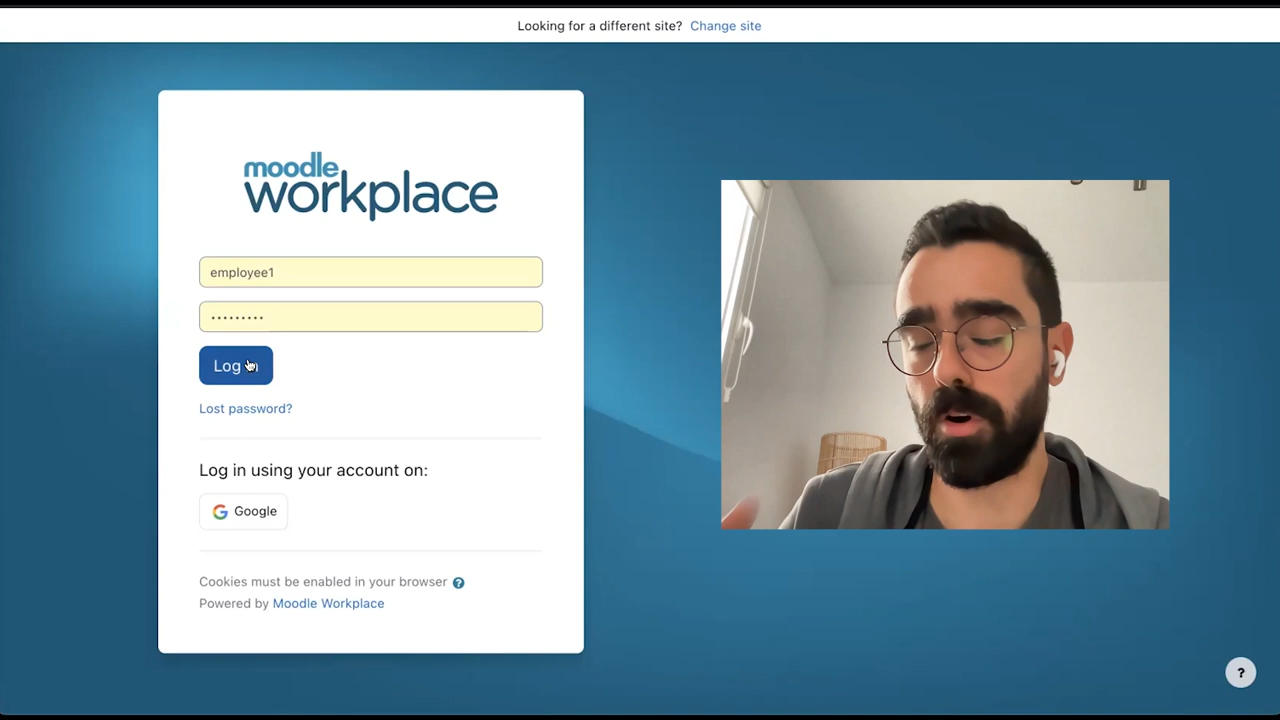 Looking for a different site? Change site
moodle
workplace
employee1
•••••••••
Log
Lost password?
Log in using your account on:
Google
Cookies must be enabled in your browser ?
Powered by Moodle Workplace
?